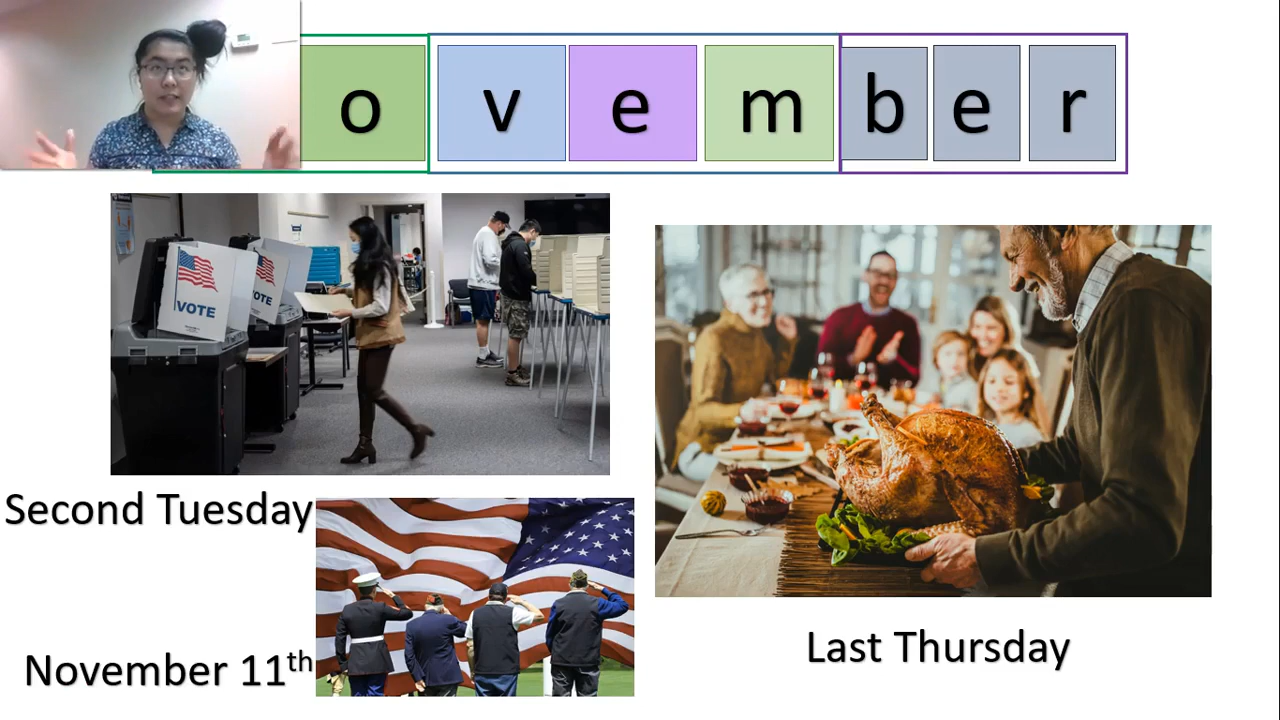 o v e m b e r
VOTE
VOTE
Second Tuesday
November 11th
Last Thursday